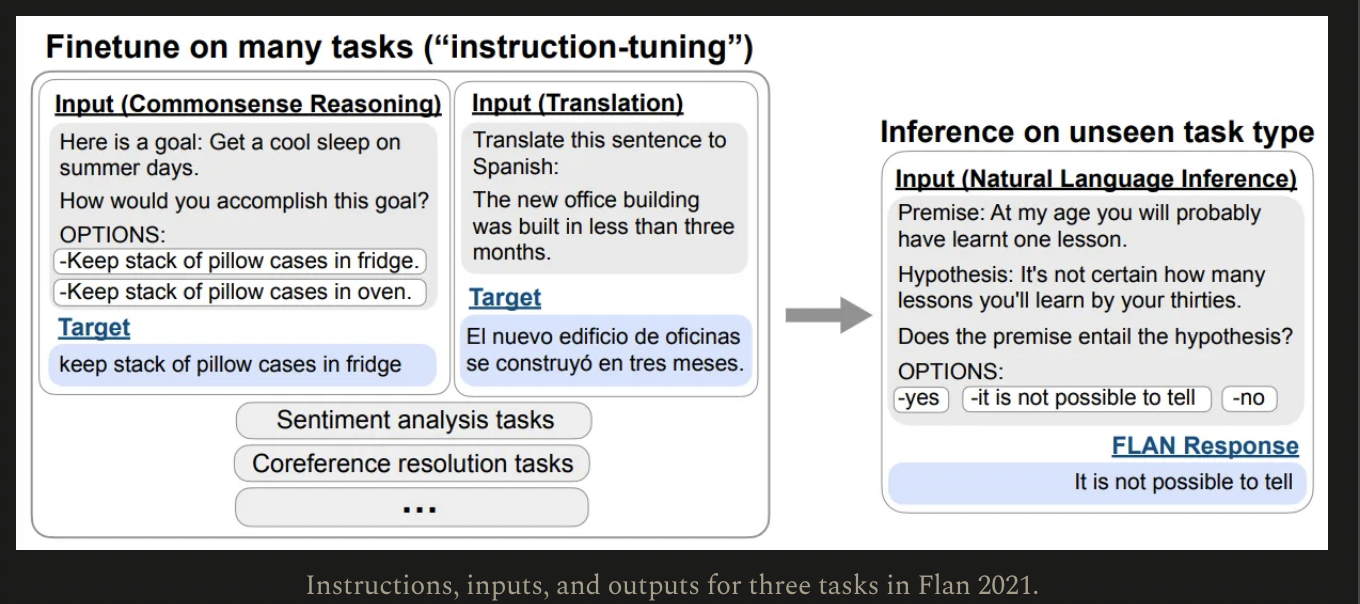 Finetune on many tasks (“instruction-tuning”)
Input (Commonsense Reasoning)
Here is a goal: Get a cool sleep on
summer days.
How would you accomplish this goal?
OPTIONS:
-Keep stack of pillow cases in fridge.
-Keep stack of pillow cases in oven.
Target
keep stack of pillow cases in fridge
Input (Translation)
Translate this sentence to
Spanish:
The new office building
was built in less than three
months.
Target
El nuevo edificio de oficinas
se construyó en tres meses.
Sentiment analysis tasks
Coreference resolution tasks
...
Inference on unseen task type
Input (Natural Language Inference)
Premise: At my age you will probably
have learnt one lesson.
Hypothesis: It's not certain how many
lessons you'll learn by your thirties.
Does the premise entail the hypothesis?
OPTIONS:
-yes -it is not possible to tell -no
FLAN Response
It is not possible to tell
Instructions, inputs, and outputs for three tasks in Flan 2021.